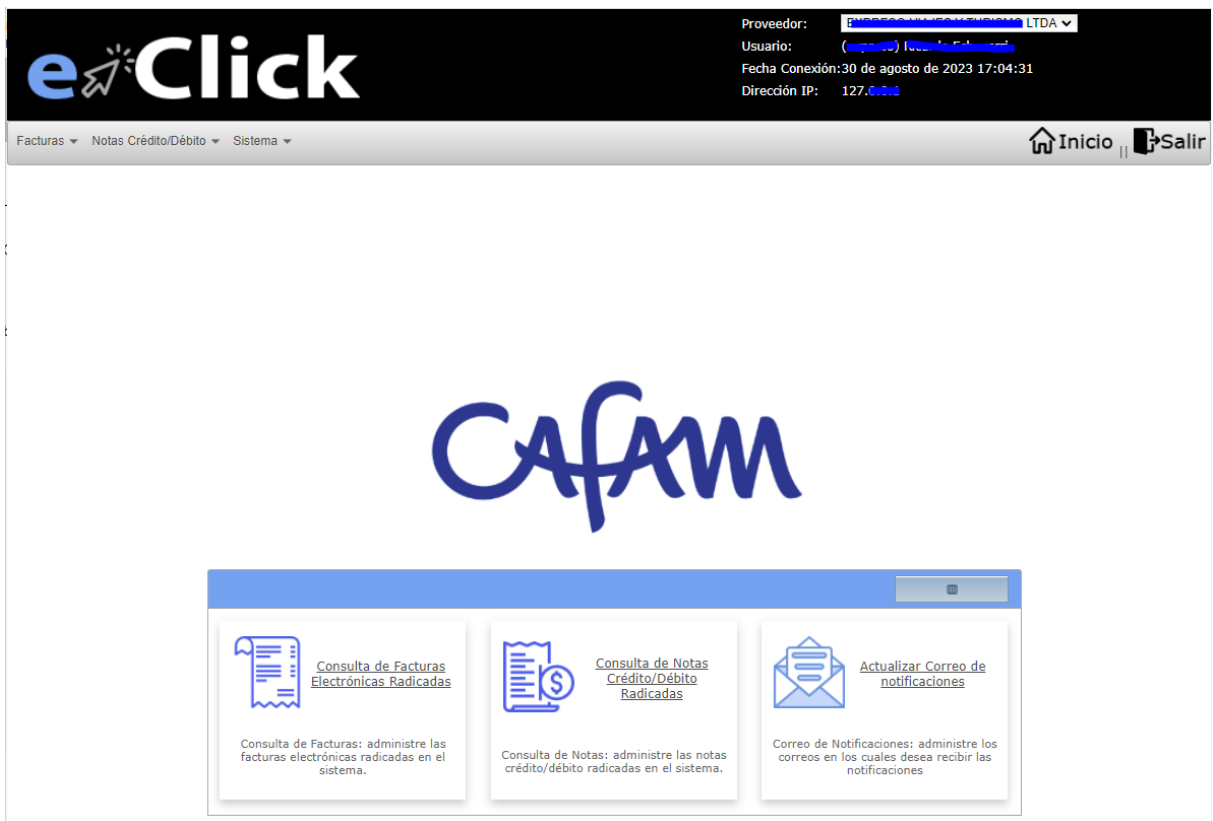 e Click
Proveedor: LTDA
Usuario:
Fecha Conexión:30 de agosto de 2023 17:04:31
Dirección IP: 127.
Facturas Notas Crédito/Débito Sistema
Inicio || Salir
CAFAM
Consulta de Facturas
Electrónicas Radicadas
Consulta de Facturas: administre las
facturas electrónicas radicadas en el
sistema.
Consulta de Notas
Crédito/Débito
Radicadas
Consulta de Notas: administre las notas
crédito/débito radicadas en el sistema.
Actualizar Correo de
notificaciones
Correo de Notificaciones: administre los
correos en los cuales desea recibir las
notificaciones